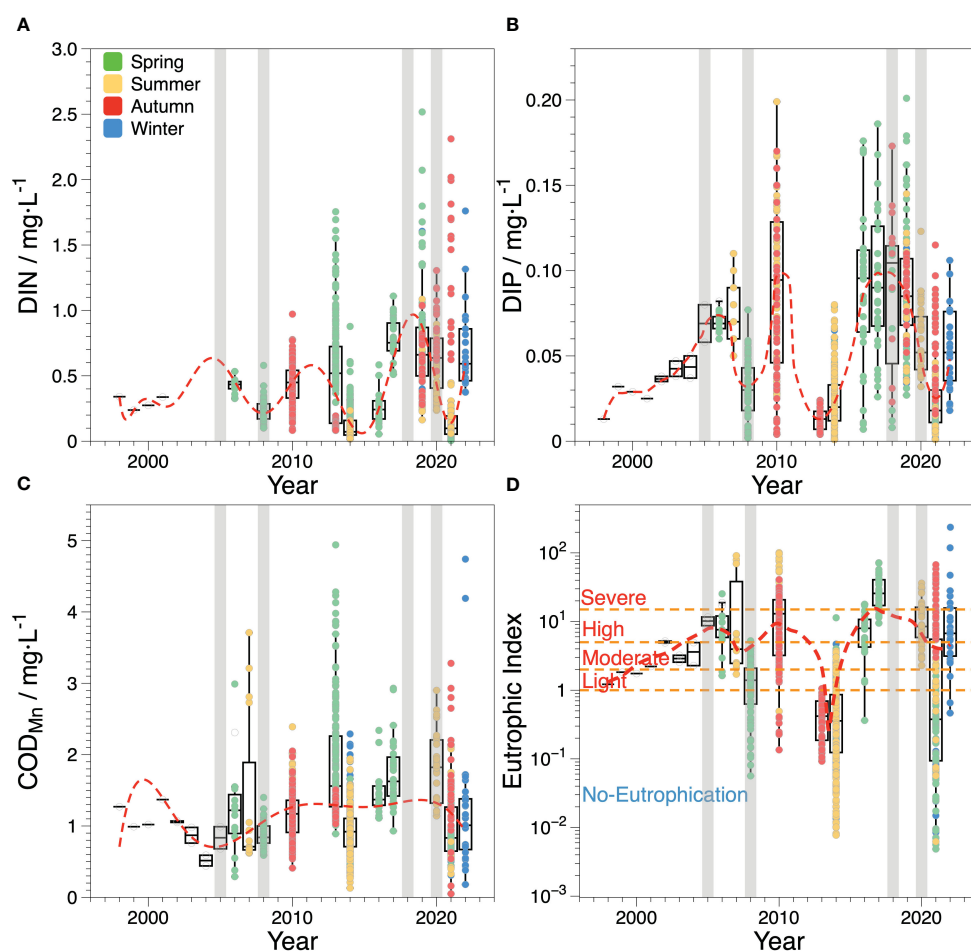 A
DIN / mg·L-1
3.0
2.5
2.0
1.5
1.0
0.5
0
Spring
Summer
Autumn
Winter
2000
2010
2020
Year
B
DIP / mg·L-1
0.20
0.15
0.10
0.05
0
2000
2010
2020
Year
C
CODMn / mg·L-1
5
4
3
2
1
0
2000
2010
2020
Year
D
Eutrophic Index
10²
10
1
10⁻¹
10⁻²
10⁻³
Severe
High
Moderate
Light
No-Eutrophication
2000
2010
2020
Year